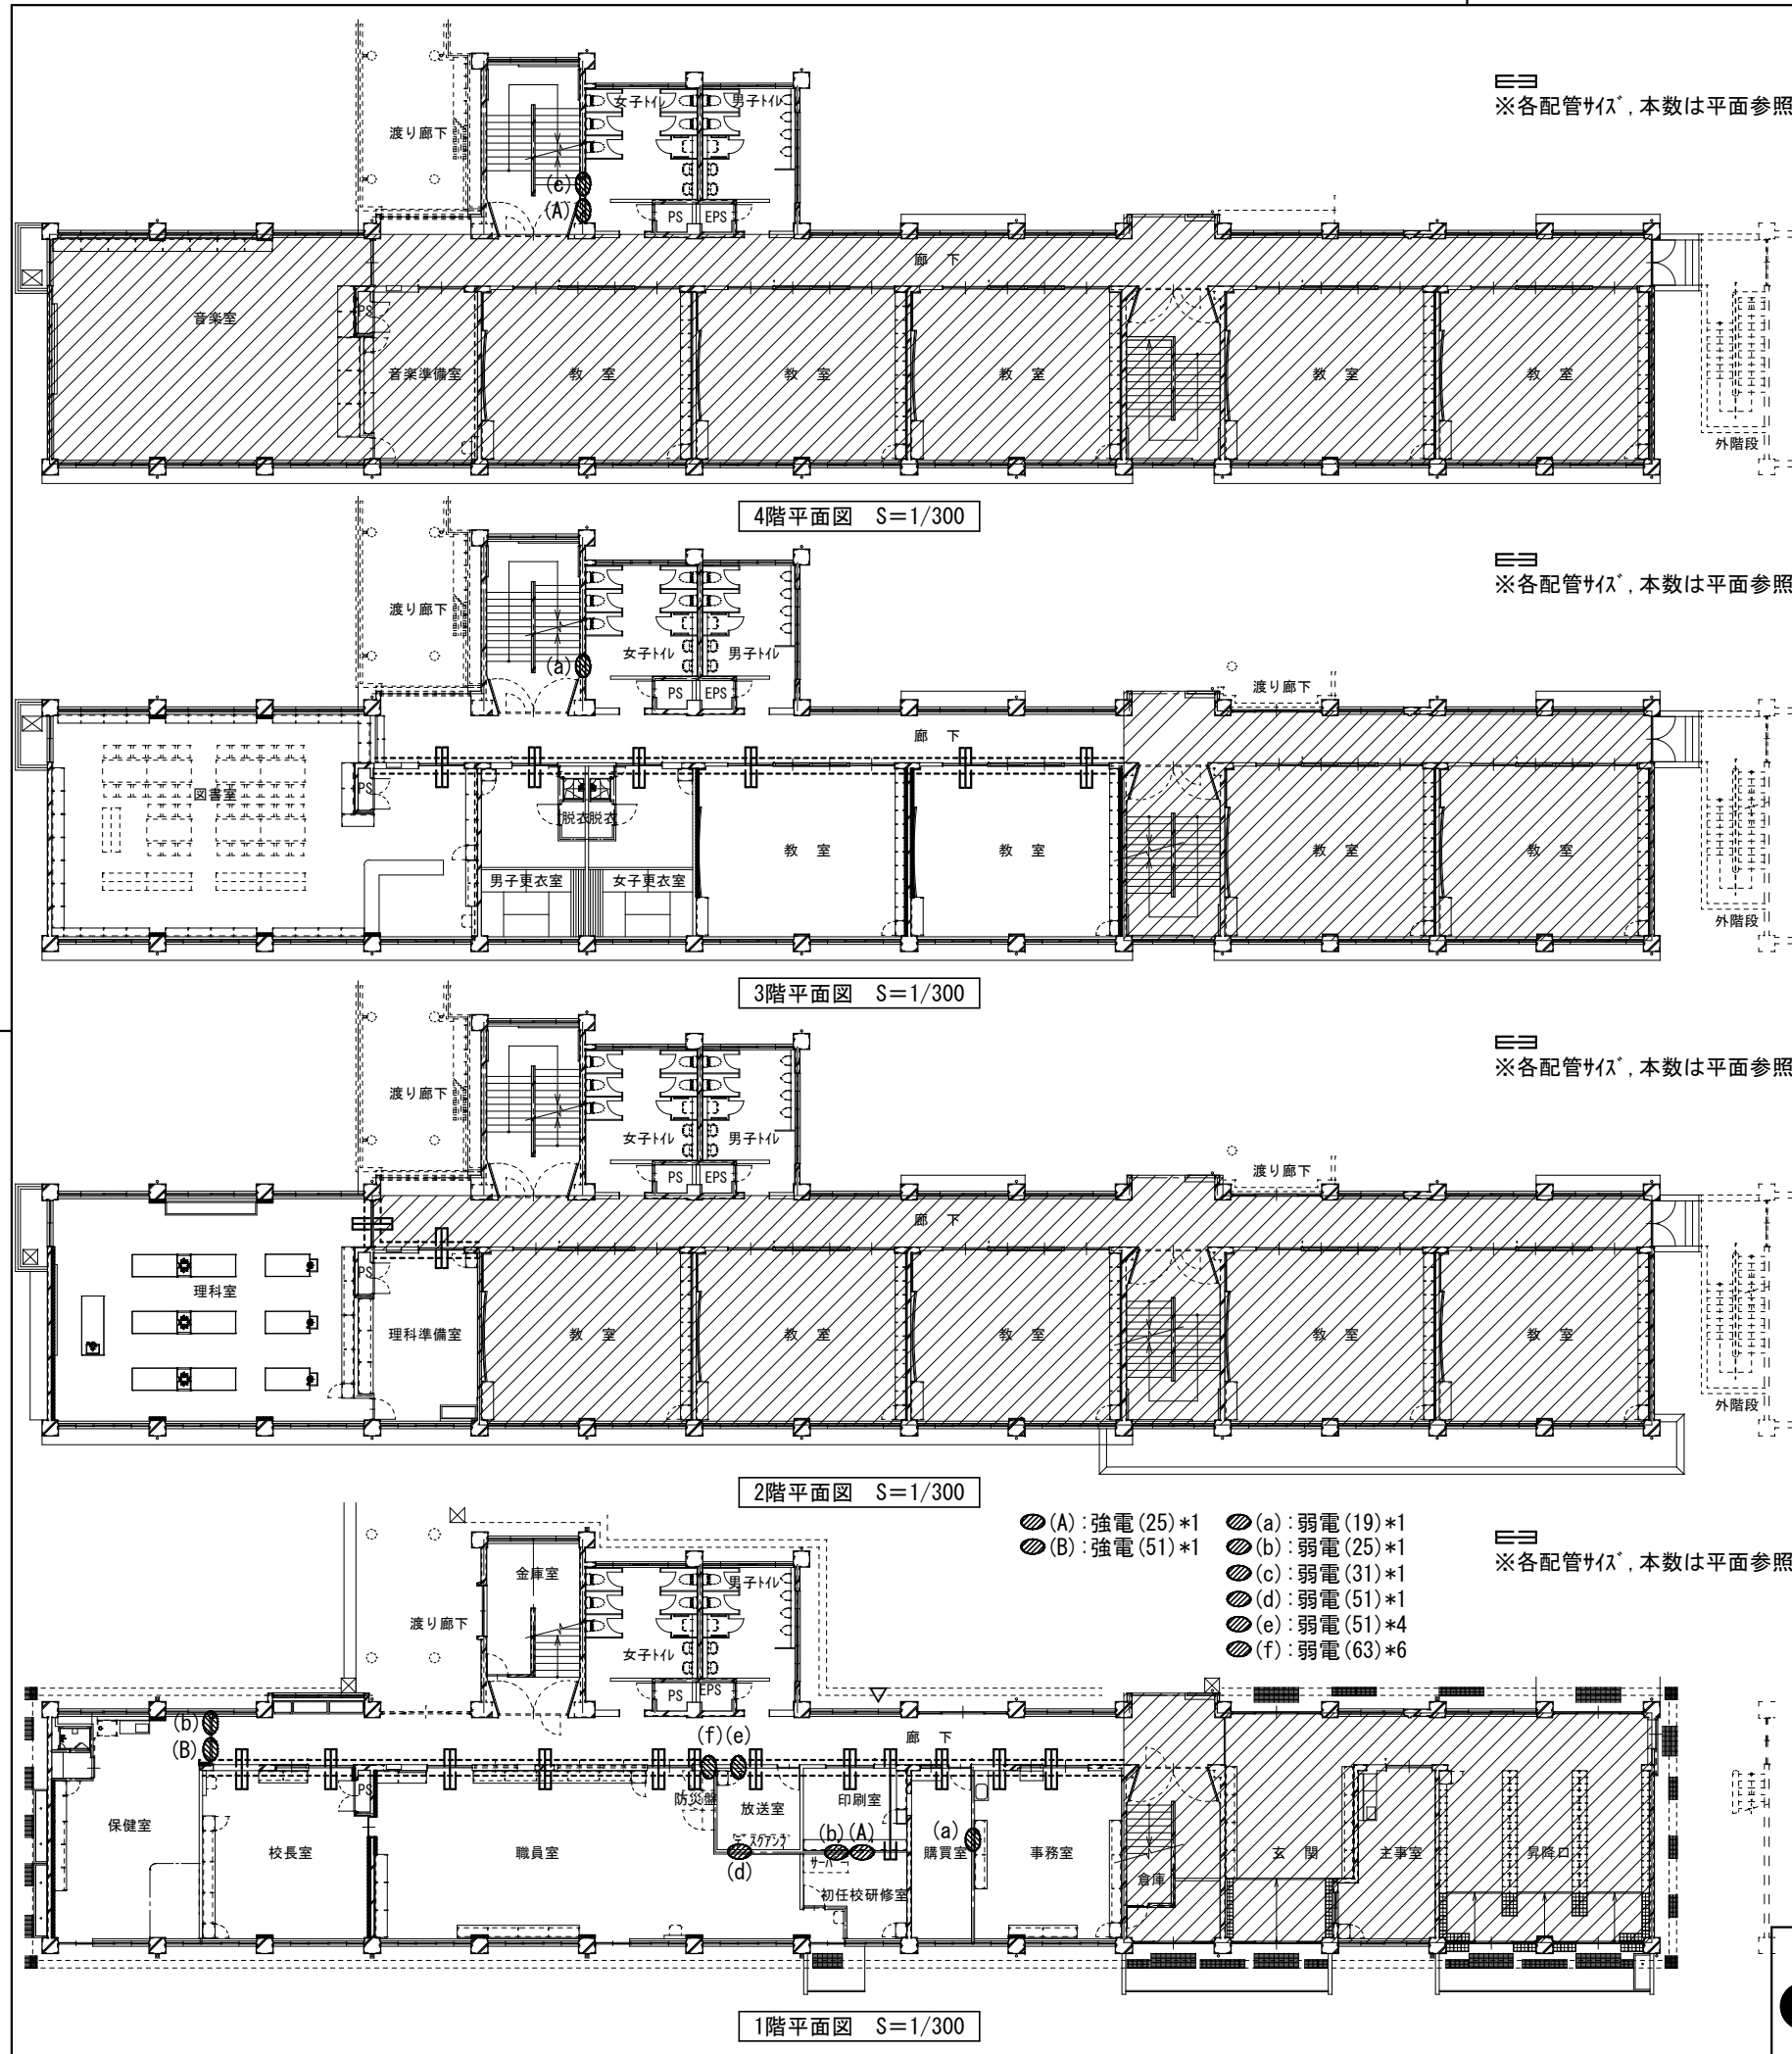 ※各配管サイズ,本数は平面参照
女子トイレ
男子トイレ
渡り廊下
(c)
(A)
PS
EPS
廊 下
音楽室
PS
音楽準備室
教 室
教 室
教 室
教 室
教 室
外階段
4階平面図 S=1/300
※各配管サイズ,本数は平面参照
渡り廊下
女子トイレ
男子トイレ
(a)
PS
EPS
渡り廊下
廊 下
図書室
PS
脱衣
脱衣
教 室
教 室
教 室
教 室
男子更衣室
女子更衣室
外階段
3階平面図 S=1/300
※各配管サイズ,本数は平面参照
渡り廊下
女子トイレ
男子トイレ
PS
EPS
渡り廊下
廊 下
PS
理科室
理科準備室
教 室
教 室
教 室
教 室
教 室
外階段
2階平面図 S=1/300
(A):強電(25)*1
(B):強電(51)*1
(a):弱電(19)*1
(b):弱電(25)*1
(c):弱電(31)*1
(d):弱電(51)*1
(e):弱電(51)*4
(f):弱電(63)*6
※各配管サイズ,本数は平面参照
金庫室
男子トイレ
渡り廊下
女子トイレ
PS
EPS
(b)
(B)
(f)(e)
廊 下
PS
防災盤
放送室
印刷室
保健室
校長室
職員室
デスクアンプ
(b)(A)
(a)
(d)
サーバー
購買室
事務室
倉庫
玄 関
主事室
昇降口
初任校研修室
1階平面図 S=1/300